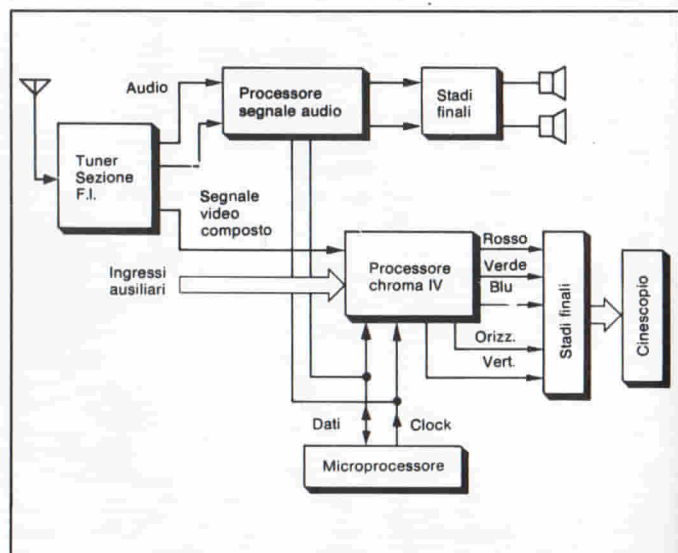 Audio
Processore
segnale audio
Stadi
finali
Tuner
Sezione
F.I.
Segnale
video
composto
Ingressi
ausiliari
Processore
chroma IV
Rosso
Verde
Blu
Orizz.
Vert.
Stadi finali
Cinescopio
Dati
Clock
Microprocessore